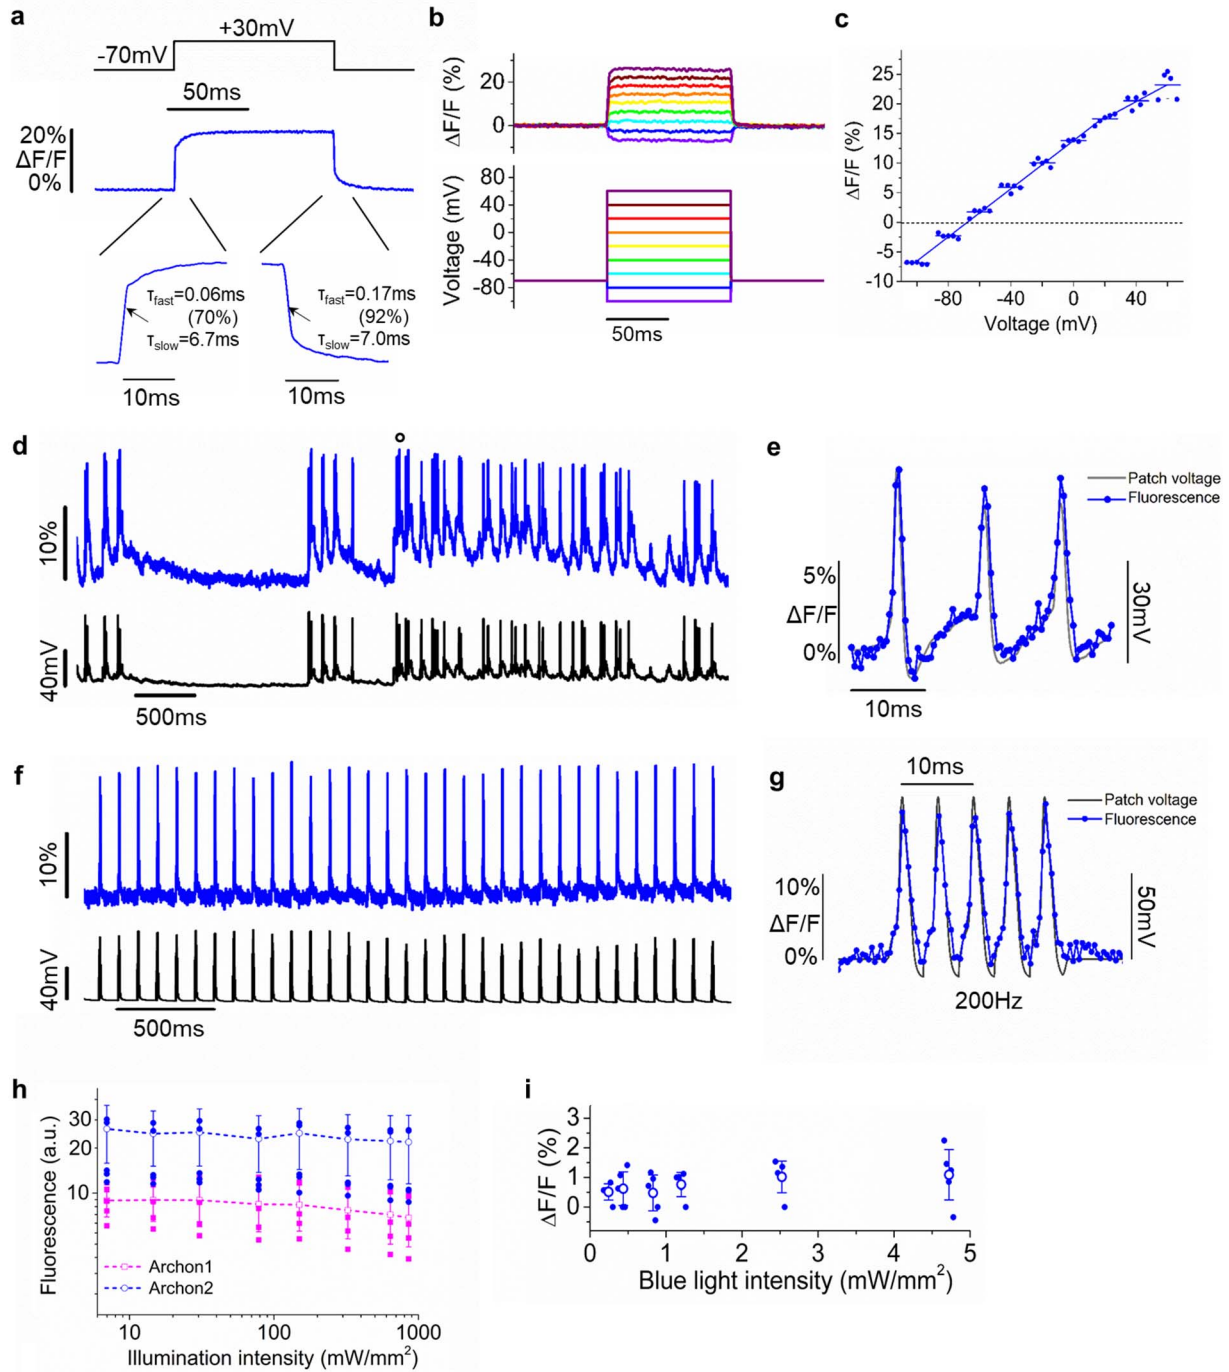 a
+30mV
-70mV
50ms
20%
ΔF/F
0%
τfast=0.06ms
(70%)
τslow=6.7ms
τfast=0.17ms
(92%)
τslow=7.0ms
10ms
10ms
b
ΔF/F (%)
20
0
Voltage (mV)
80
40
0
-40
-80
50ms
c
ΔF/F (%)
25
20
15
10
5
0
-5
-10
-80
-40
0
40
Voltage (mV)
d
10%
40mV
500ms
e
Patch voltage
Fluorescence
5%
ΔF/F
0%
30mV
10ms
f
10%
40mV
500ms
g
10ms
Patch voltage
Fluorescence
10%
ΔF/F
0%
50mV
200Hz
h
Fluorescence (a.u.)
30
20
10
Archon1
Archon2
10
100
1000
Illumination intensity (mW/mm²)
i
ΔF/F (%)
3
2
1
0
0
1
2
3
4
5
Blue light intensity (mW/mm²)